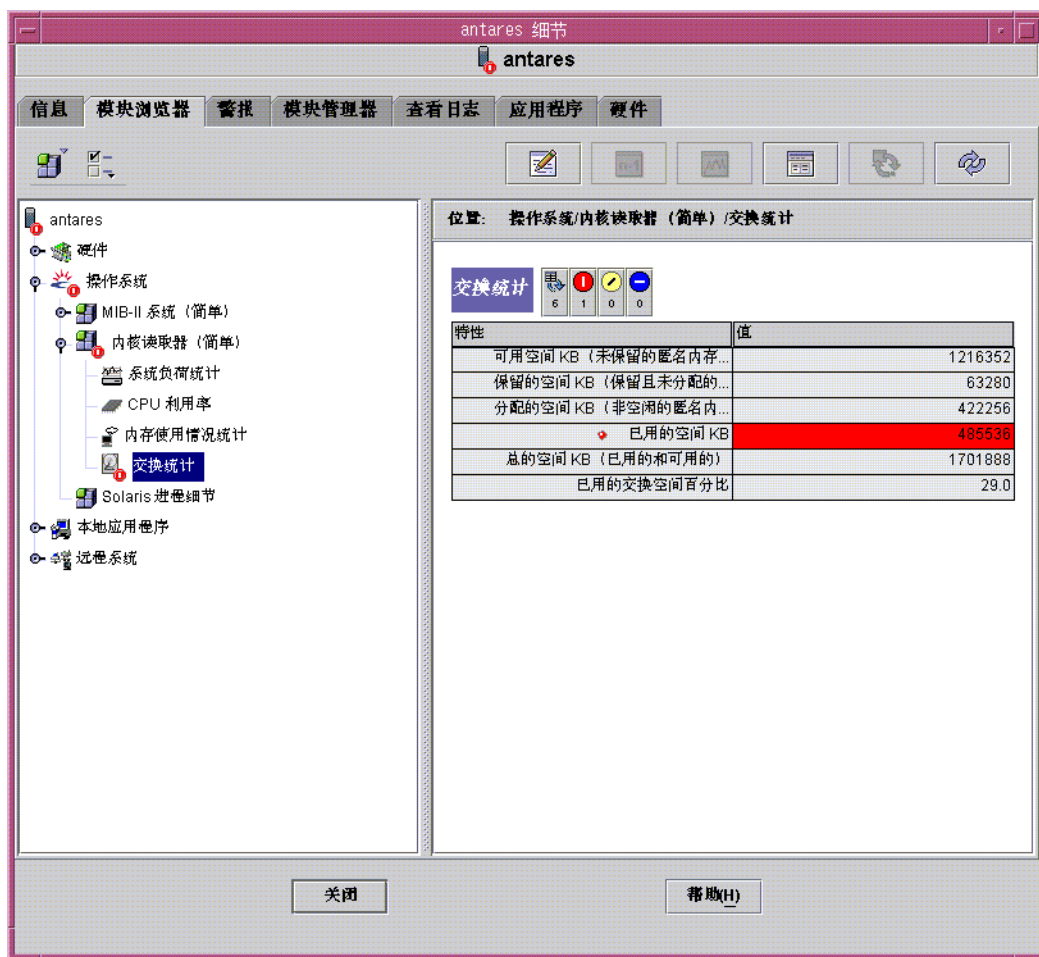 antares 细节
antares
信息 模块浏览器 警报 模块管理器 查看日志 应用程序 硬件
antares
硬件
操作系统
MIB-II 系统（简单）
内核读取器（简单）
系统负荷统计
CPU 利用率
内存使用情况统计
交换统计
Solaris 进程细节
本地应用程序
远程系统
位置: 操作系统/内核读取器（简单）/交换统计
交换统计 6 1 0 0
特性 值
可用空间 KB（未保留的匿名内存... 1216352
保留的空间 KB（保留且未分配的... 63280
分配的空间 KB（非空闲的匿名内... 422256
已用的空间 KB 485536
总的空间 KB（已用的和可用的） 1701888
已用的交换空间百分比 29.0
关闭 帮助(H)